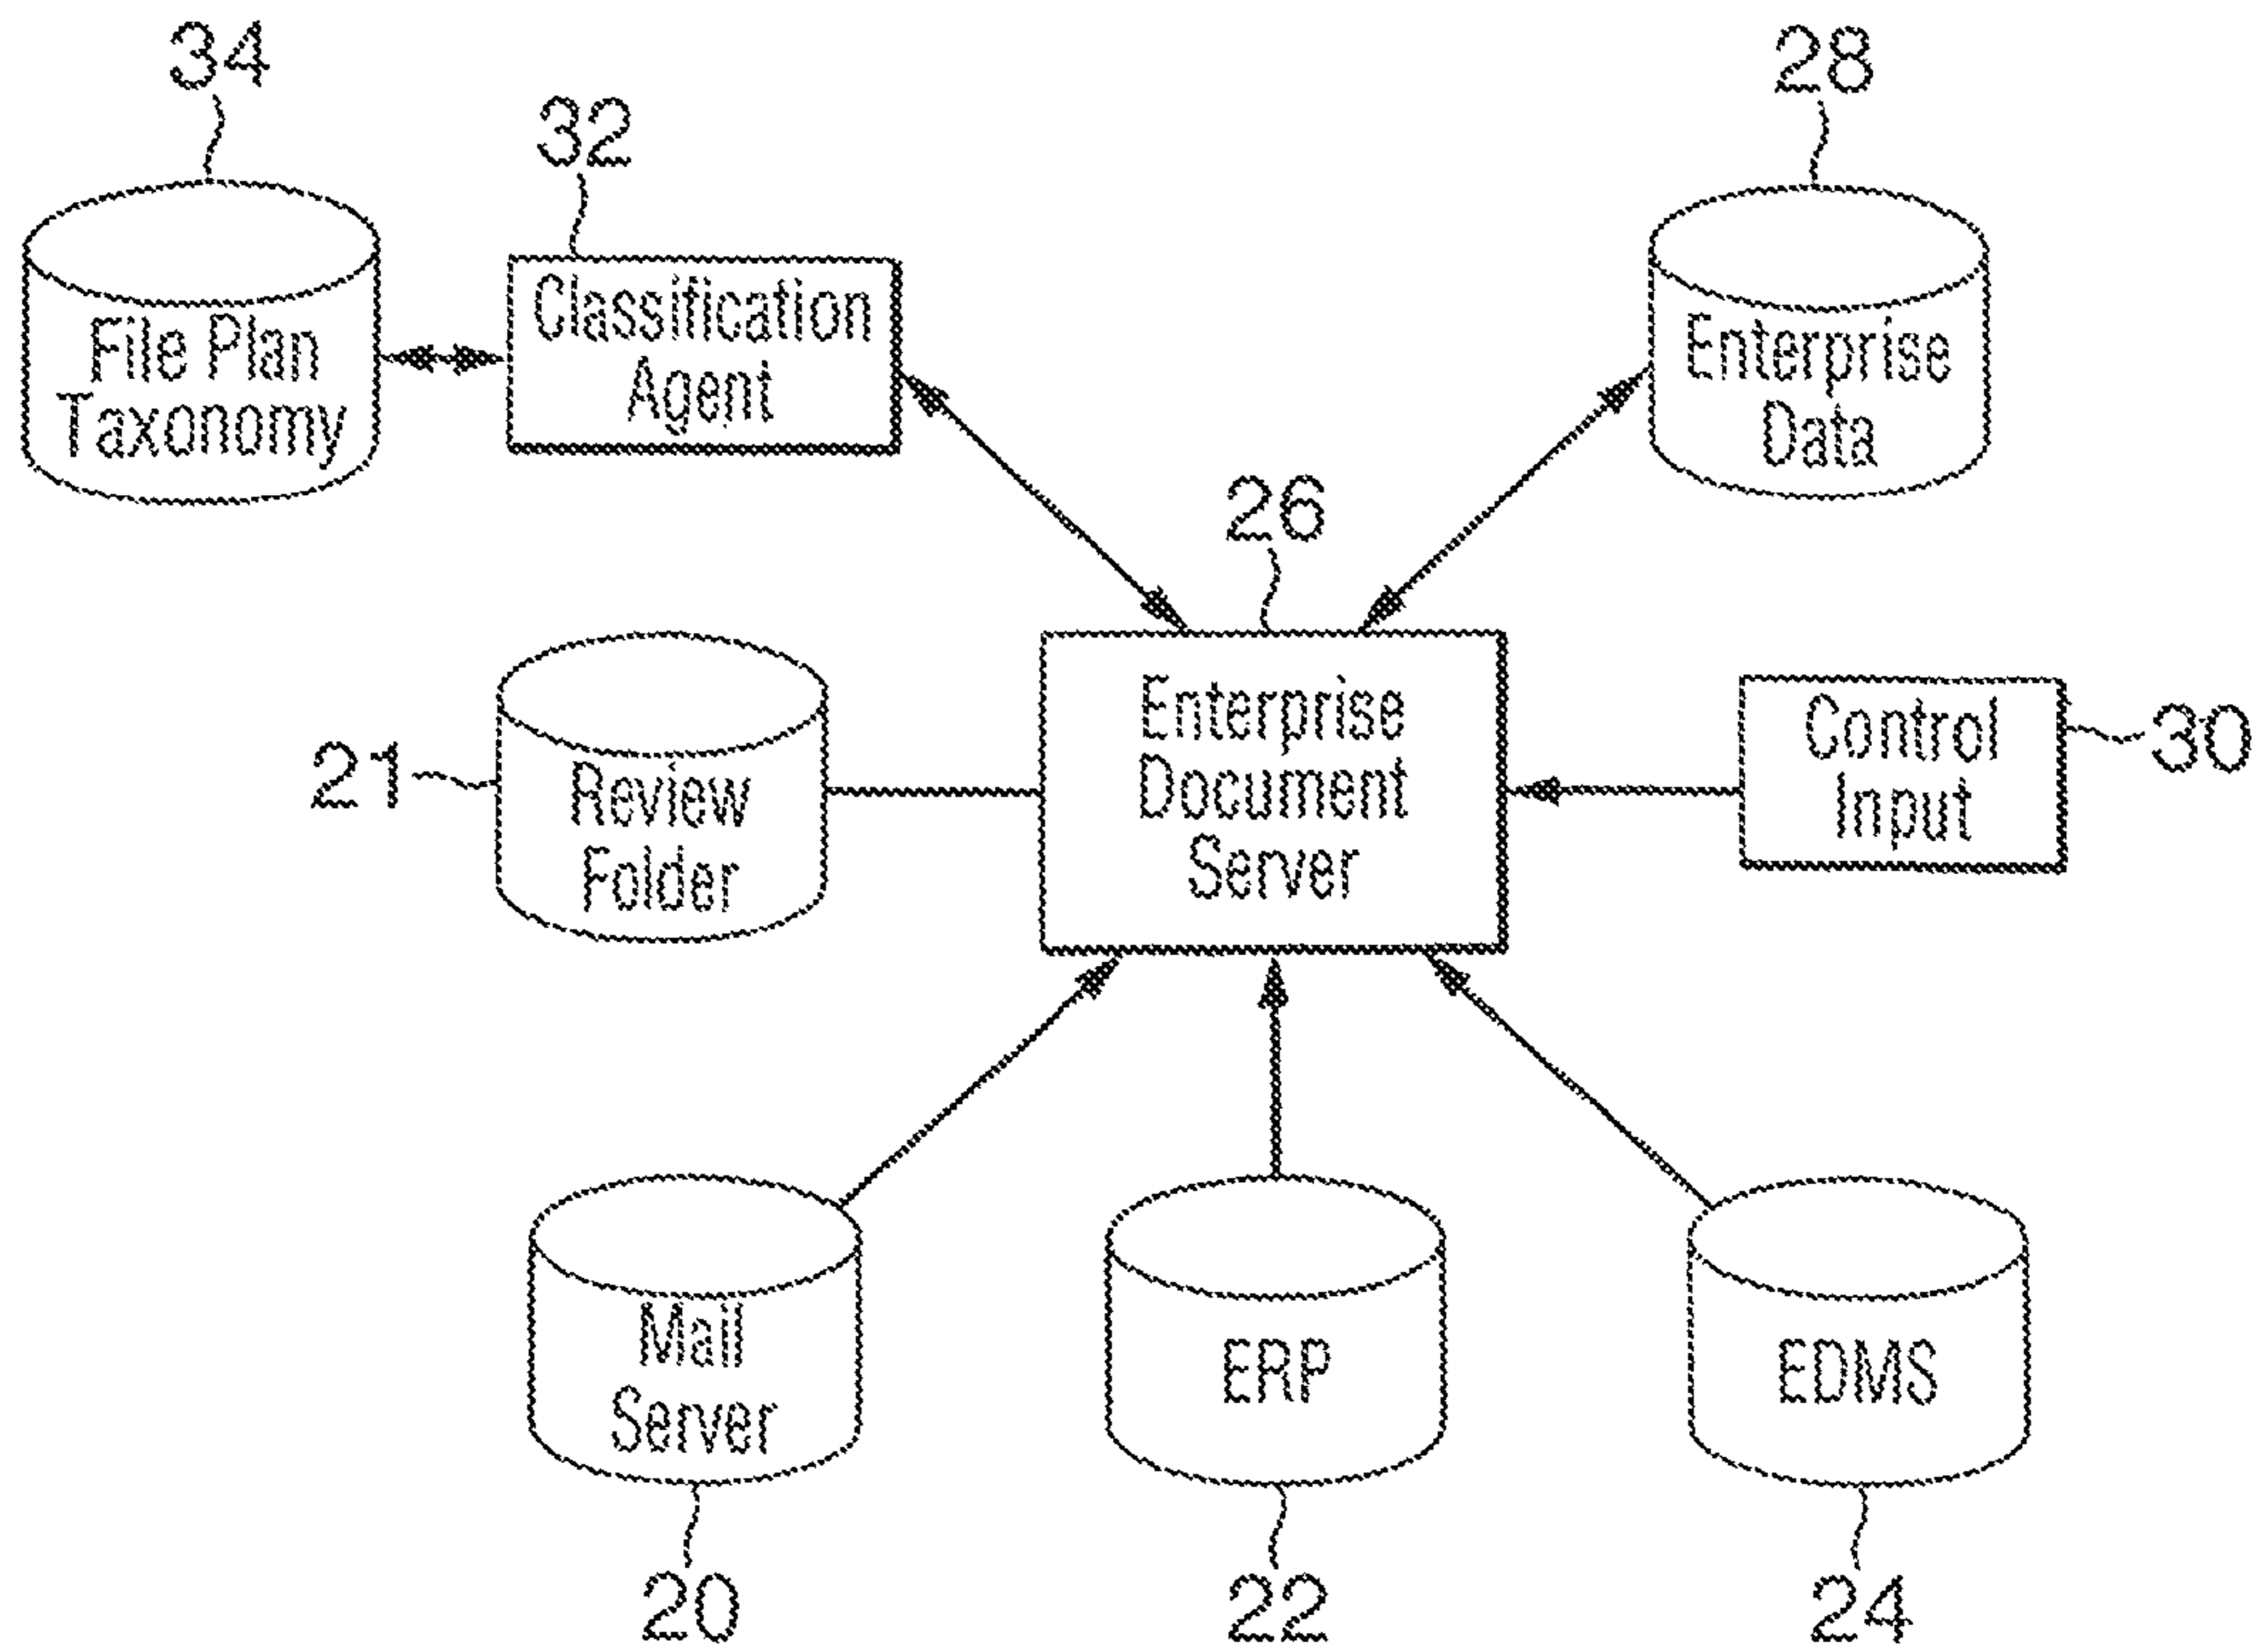 34
32
28
File Plan
Taxonomy
Classification
Agent
Enterprise
Data
26
21
Review
Folder
Enterprise
Document
Server
Control
Input
30
Mail
Server
ERP
EDMS
20
22
24